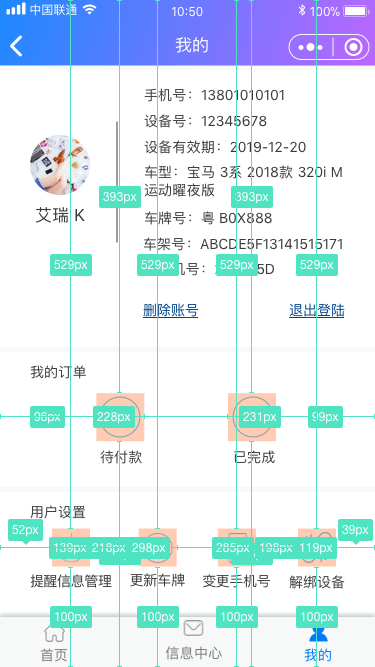 中国联通
10:50
100%
我的
手机号：13801010101
设备号：12345678
设备有效期：2019-12-20
车型：宝马 3系 2018款 320i M
运动曜夜版
393px
393px
艾瑞 K
车牌号：粤 B0X888
车架号：ABCDE5F13141515171
529px
529px
529px
529px
机号：
5D
删除账号
退出登陆
我的订单
96px
228px
231px
99px
待付款
已完成
用户设置
52px
39px
139px
218px
298px
285px
198px
119px
提醒信息管理
更新车牌
变更手机号
解绑设备
100px
100px
100px
100px
首页
信息中心
我的